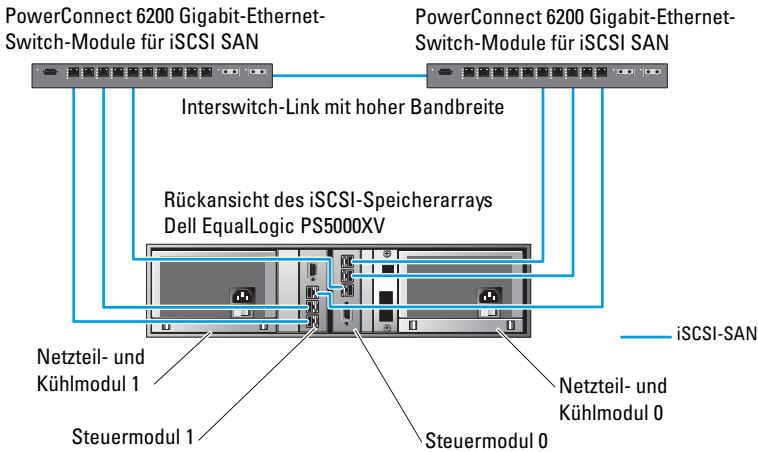 PowerConnect 6200 Gigabit-Ethernet-
Switch-Module für iSCSI SAN
PowerConnect 6200 Gigabit-Ethernet-
Switch-Module für iSCSI SAN
Interswitch-Link mit hoher Bandbreite
Rückansicht des iSCSI-Speicherarrays
Dell EqualLogic PS5000XV
iSCSI-SAN
Netzteil- und
Kühlmodul 1
Netzteil- und
Kühlmodul 0
Steuermodul 1
Steuermodul 0